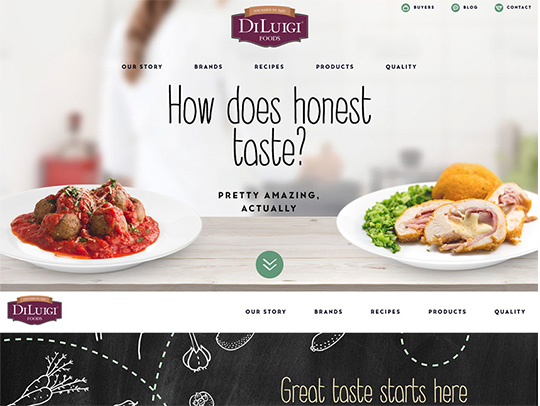 BUYERS
BLOG
CONTACT
DiLuigi
FOODS
OUR STORY
BRANDS
RECIPES
PRODUCTS
QUALITY
How does honest
taste?
PRETTY AMAZING,
ACTUALLY
DiLuigi
FOODS
OUR STORY
BRANDS
RECIPES
PRODUCTS
QUALITY
Great taste starts here